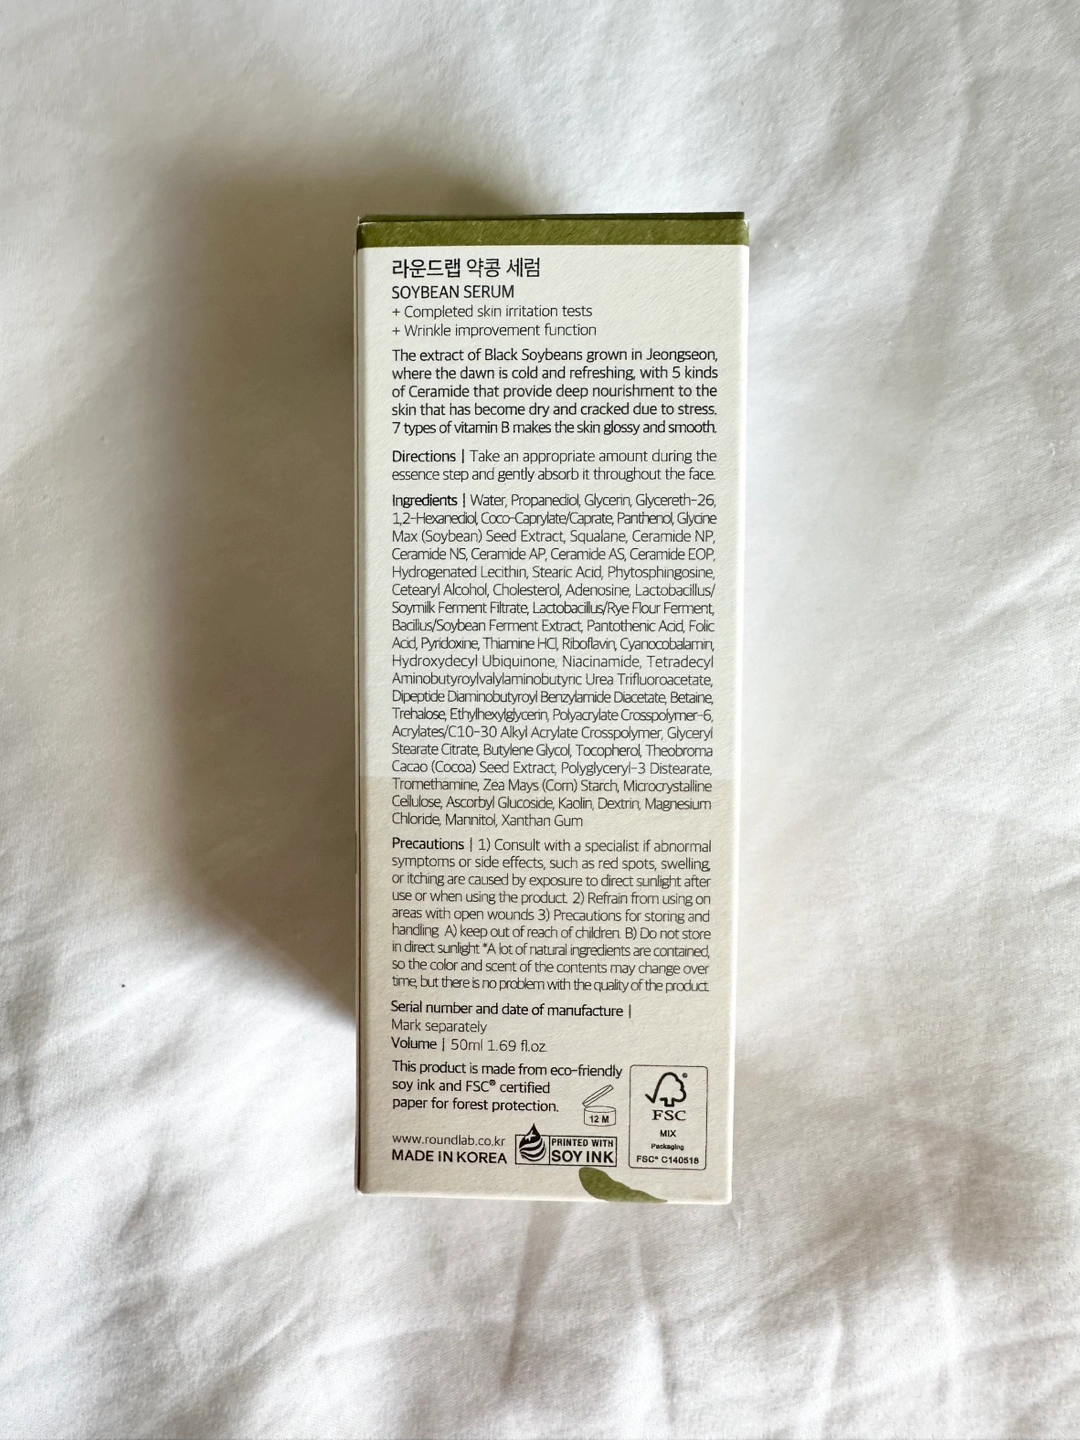 라운드랩 약콩 세럼
SOYBEAN SERUM
+ Completed skin irritation tests
+ Wrinkle improvement function
The extract of Black Soybeans grown in Jeongseon,
where the dawn is cold and refreshing, with 5 kinds
of Ceramide that provide deep nourishment to the
skin that has become dry and cracked due to stress.
7 types of vitamin B makes the skin glossy and smooth.
Directions | Take an appropriate amount during the
essence step and gently absorb it throughout the face.
Ingredients | Water, Propanediol, Glycerin, Glycereth-26,
1,2-Hexanediol, Coco-Caprylate/Caprate, Panthenol, Glycine
Max (Soybean) Seed Extract, Squalane, Ceramide NP,
Ceramide NS, Ceramide AP, Ceramide AS, Ceramide EOP,
Hydrogenated Lecithin, Stearic Acid, Phytosphingosine,
Cetearyl Alcohol, Cholesterol, Adenosine, Lactobacillus/
Soymilk Ferment Filtrate, Lactobacillus/Rye Flour Ferment,
Bacillus/Soybean Ferment Extract, Pantothenic Acid, Folic
Acid, Pyridoxine, Thiamine HCl, Riboflavin, Cyanocobalamin,
Hydroxydecyl Ubiquinone, Niacinamide, Tetradecyl
Aminobutyroylvalylaminobutyric Urea Trifluoroacetate,
Dipeptide Diaminobutyroyl Benzylamide Diacetate, Betaine,
Trehalose, Ethylhexylglycerin, Polyacrylate Crosspolymer-6,
Acrylates/C10-30 Alkyl Acrylate Crosspolymer, Glyceryl
Stearate Citrate, Butylene Glycol, Tocopherol, Theobroma
Cacao (Cocoa) Seed Extract, Polyglyceryl-3 Distearate,
Tromethamine, Zea Mays (Corn) Starch, Microcrystalline
Cellulose, Ascorbyl Glucoside, Kaolin, Dextrin, Magnesium
Chloride, Mannitol, Xanthan Gum
Precautions | 1) Consult with a specialist if abnormal
symptoms or side effects, such as red spots, swelling,
or itching are caused by exposure to direct sunlight after
use or when using the product. 2) Refrain from using on
areas with open wounds 3) Precautions for storing and
handling A) keep out of reach of children. B) Do not store
in direct sunlight *A lot of natural ingredients are contained,
so the color and scent of the contents may change over
time, but there is no problem with the quality of the product.
Serial number and date of manufacture |
Mark separately
Volume | 50ml 1.69 fl.oz.
This product is made from eco-friendly
soy ink and FSC® certified
paper for forest protection.
12 M
www.roundlab.co.kr
MADE IN KOREA
PRINTED WITH
SOY INK
FSC
MIX
Packaging
FSC® C140518